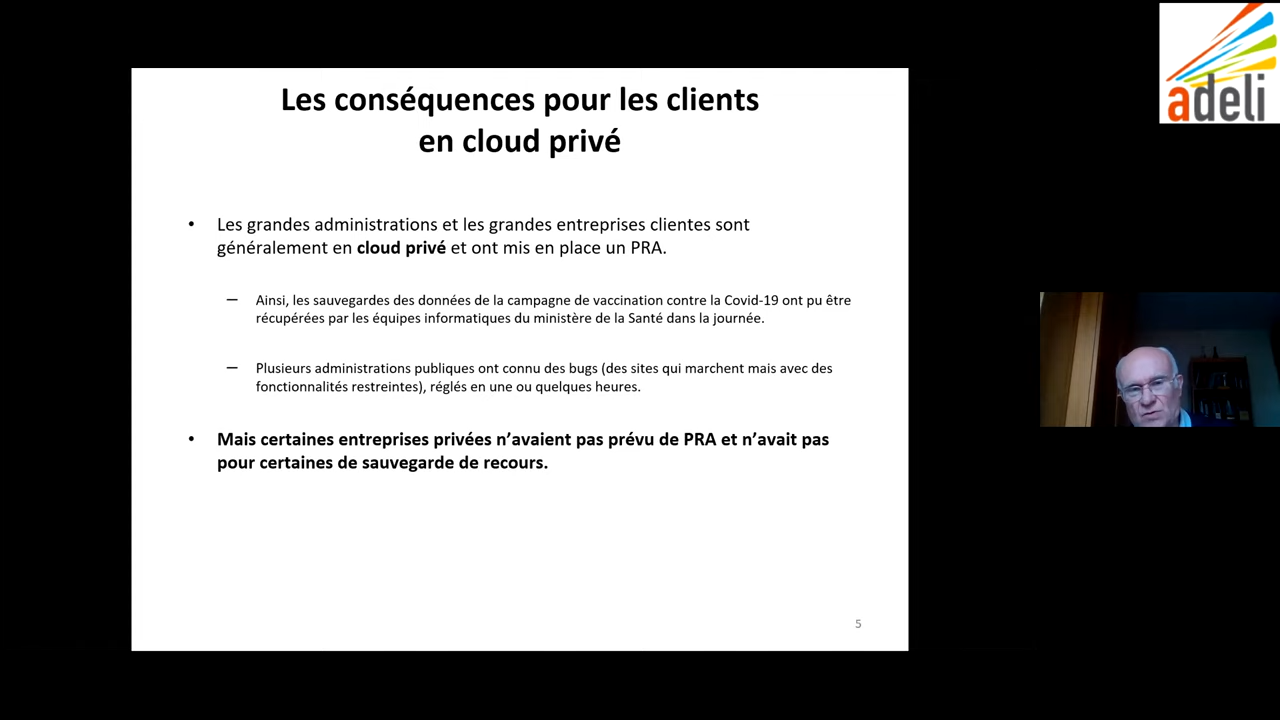 adeli
Les conséquences pour les clients
en cloud privé
• Les grandes administrations et les grandes entreprises clientes sont
généralement en cloud privé et ont mis en place un PRA.
– Ainsi, les sauvegardes des données de la campagne de vaccination contre la Covid-19 ont pu être
récupérées par les équipes informatiques du ministère de la Santé dans la journée.
– Plusieurs administrations publiques ont connu des bugs (des sites qui marchent mais avec des
fonctionnalités restreintes), réglés en une ou quelques heures.
• Mais certaines entreprises privées n’avaient pas prévu de PRA et n’avait pas
pour certaines de sauvegarde de recours.
5